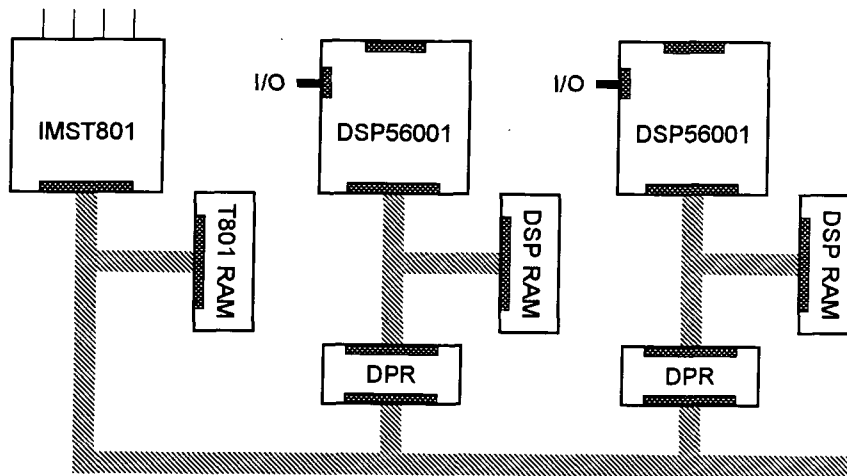 I/O
I/O
IMST801
DSP56001
DSP56001
T801 RAM
DSP RAM
DSP RAM
DPR
DPR